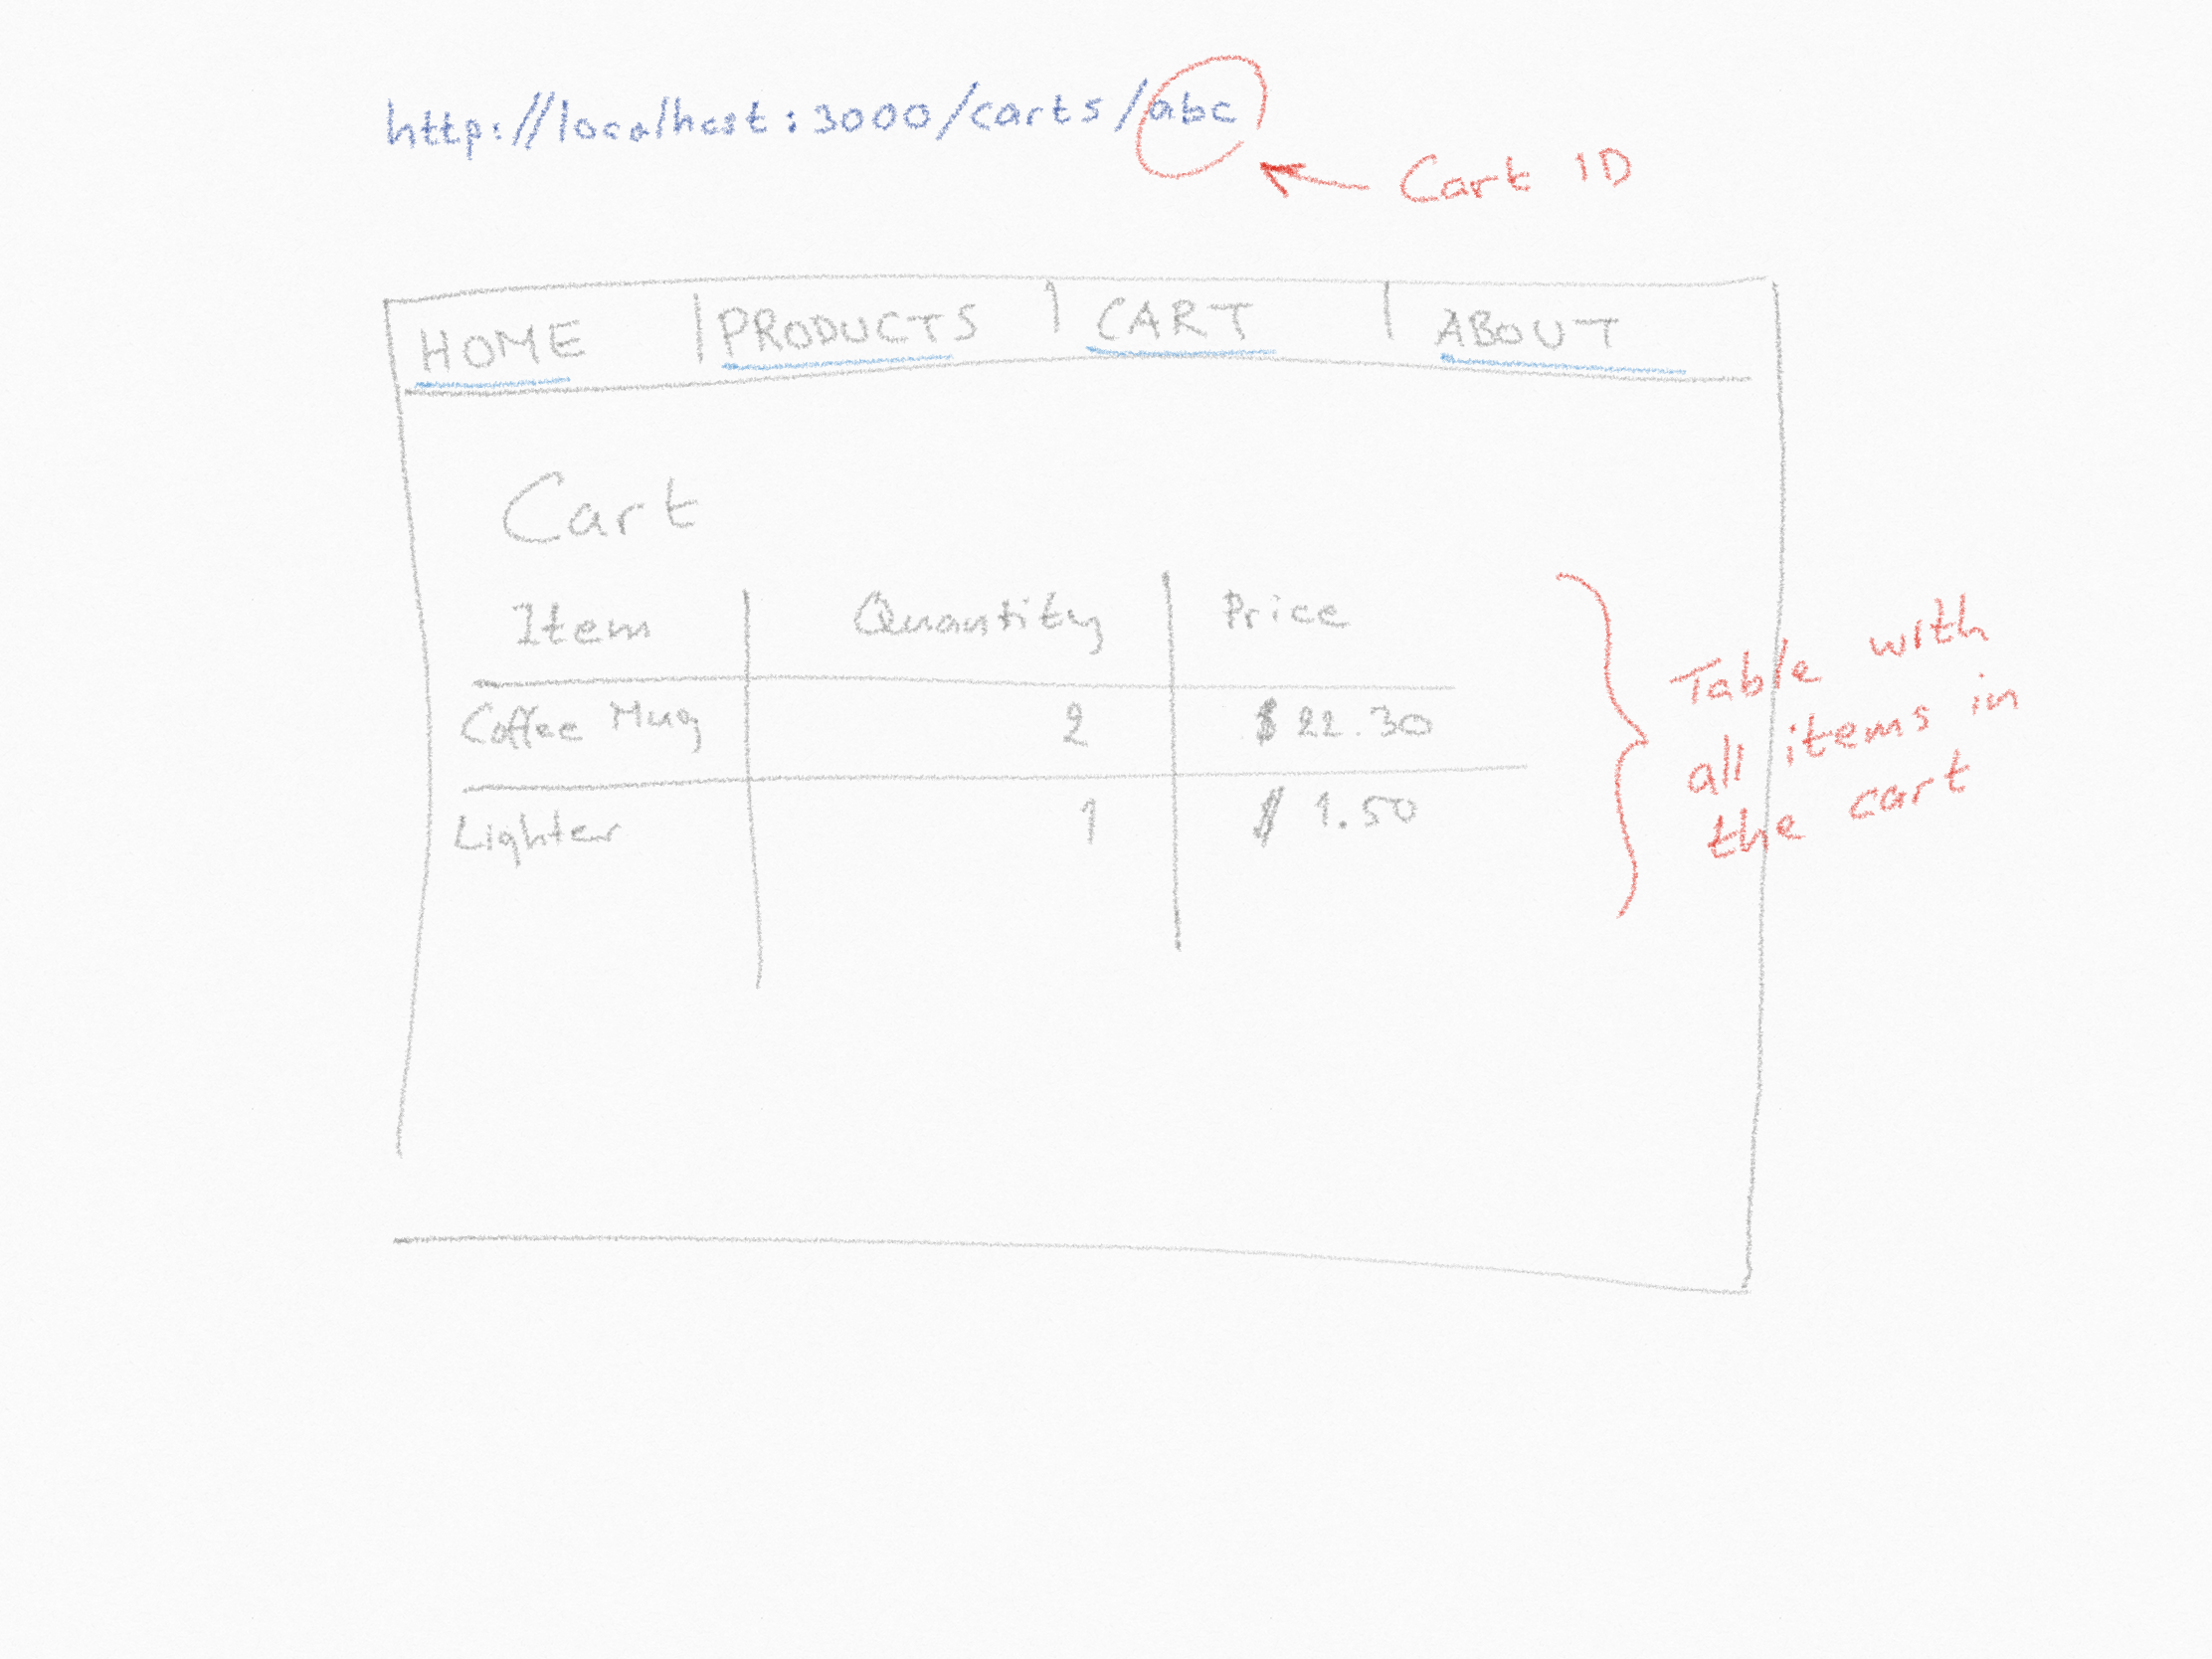 http://localhost:3000/carts/abc
Cart ID
HOME | PRODUCTS | CART | ABOUT
Cart
Item Quantity Price
Coffee Mug 2 $22.30
Lighter 1 $ 1.50
Table with
all items in
the cart